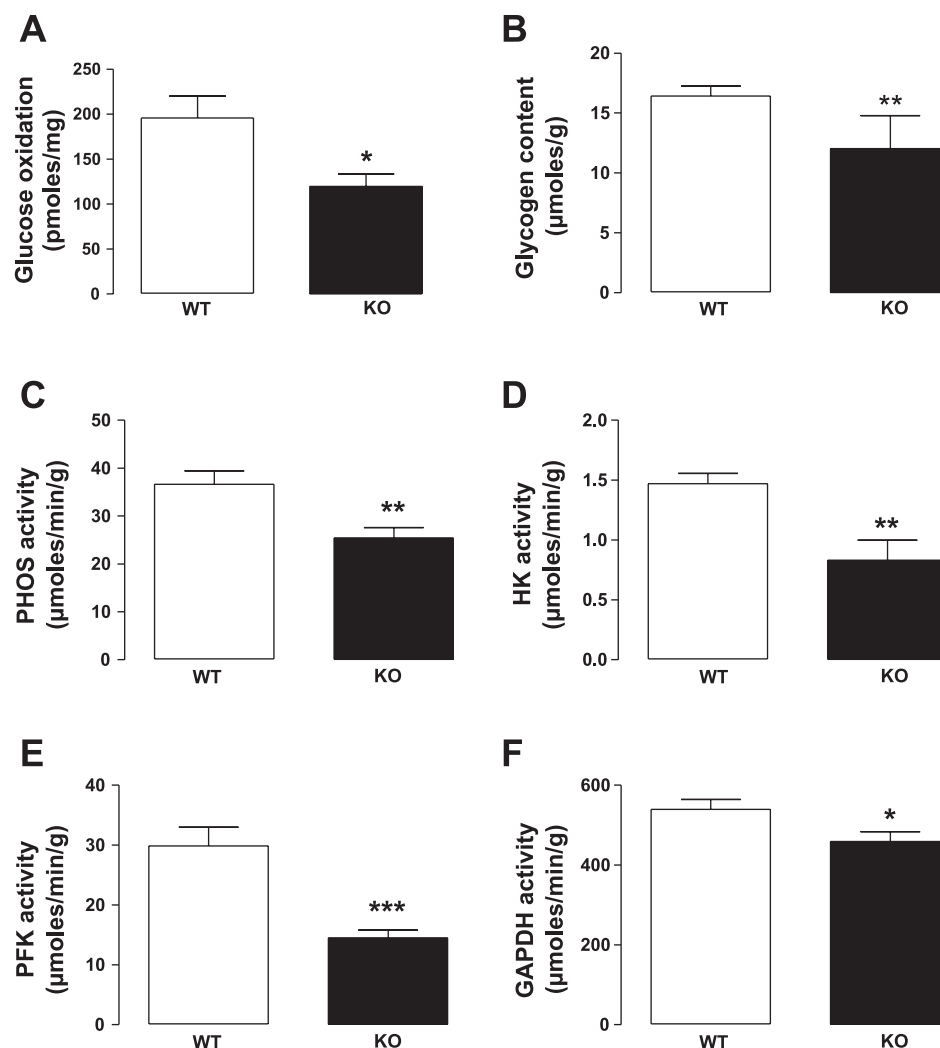 A
Glucose oxidation
(pmoles/mg)
250
200
150
100
50
0
*
WT
KO
B
Glycogen content
(µmoles/g)
20
15
10
5
0
**
WT
KO
C
PHOS activity
(µmoles/min/g)
50
40
30
20
10
0
**
WT
KO
D
HK activity
(µmoles/min/g)
2.0
1.5
1.0
0.5
0.0
**
WT
KO
E
PFK activity
(µmoles/min/g)
40
30
20
10
0
***
WT
KO
F
GAPDH activity
(µmoles/min/g)
600
400
200
0
*
WT
KO